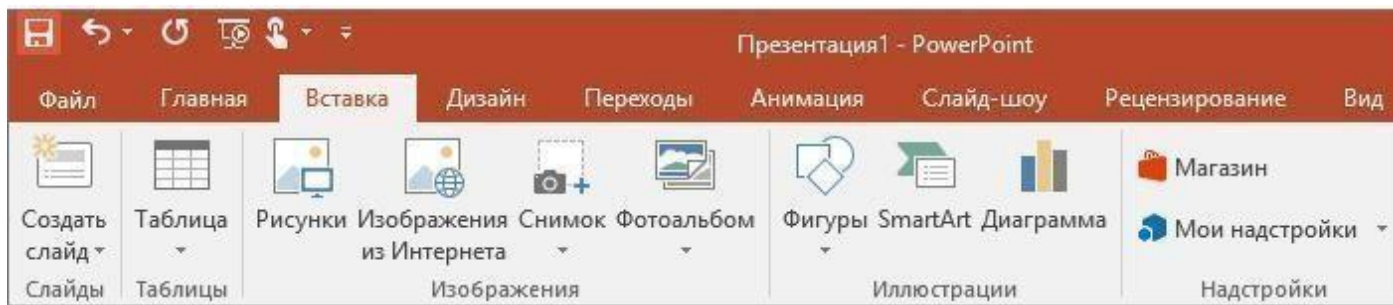 Презентация1 - PowerPoint
Файл Главная Вставка Дизайн Переходы Анимация Слайд-шоу Рецензирование Вид
Создать слайд
Таблица
Рисунки
Изображения из Интернета
Снимок
Фотоальбом
Фигуры
SmartArt
Диаграмма
Магазин
Мои надстройки
Слайды Таблицы Изображения Иллюстрации Надстройки